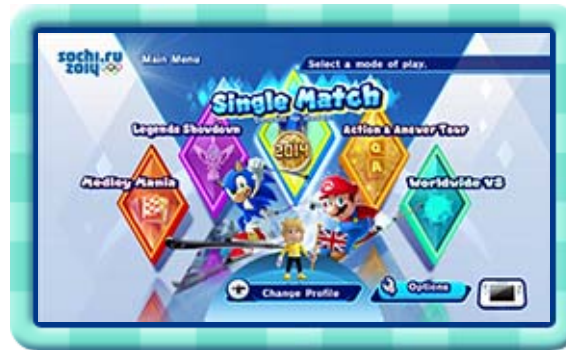 sochi.ru
2014
Main Menu
Select a mode of play.
Single Match
Legends Showdown
Action & Answer Tour
2014
Q
A
Medley Mania
Worldwide VS
Change Profile
Options